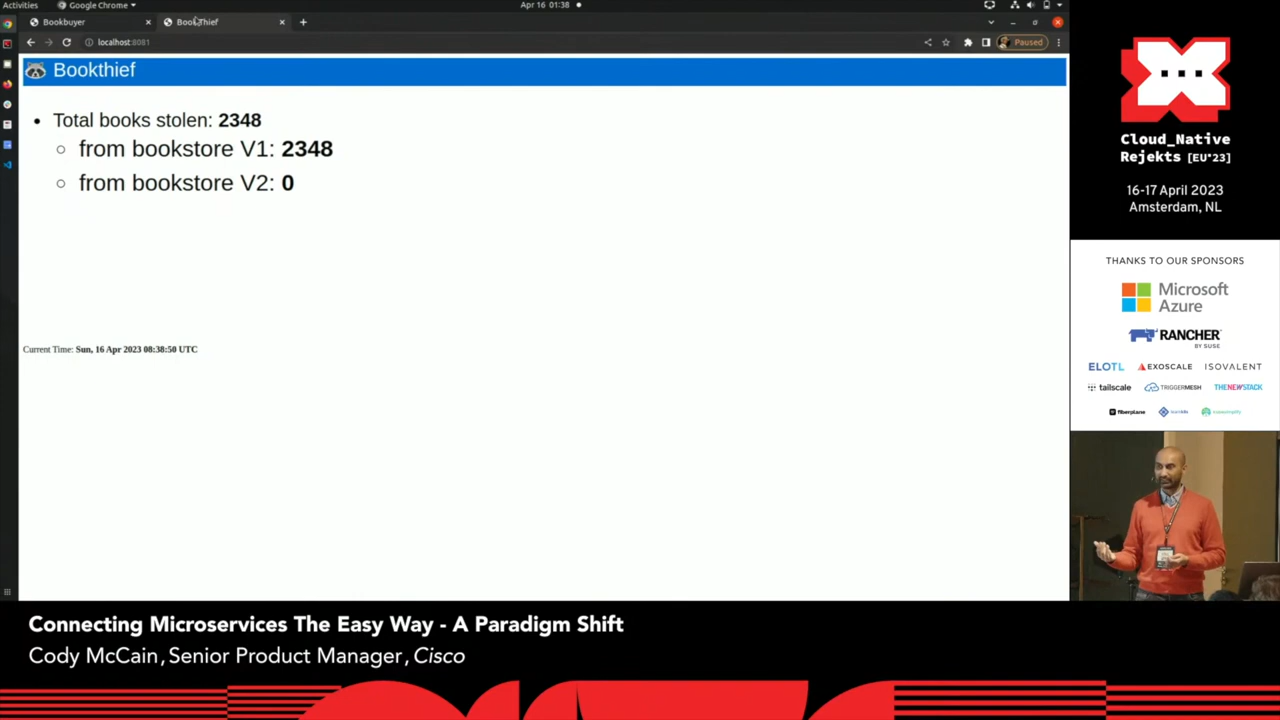 Activities
Google Chrome
Apr 16 01:38
Bookbuyer
BookThief
localhost:8081
Paused
Bookthief
Total books stolen: 2348
from bookstore V1: 2348
from bookstore V2: 0
Current Time: Sun, 16 Apr 2023 08:38:50 UTC
Cloud_Native
Rejekts [EU'23]
16-17 April 2023
Amsterdam, NL
THANKS TO OUR SPONSORS
Microsoft
Azure
RANCHER
BY SUSE
ELOTL
EXOSCALE
ISOVALENT
tailscale
TRIGGERMESH
THENEWSTACK
fiberplane
Connecting Microservices The Easy Way - A Paradigm Shift
Cody McCain, Senior Product Manager, Cisco